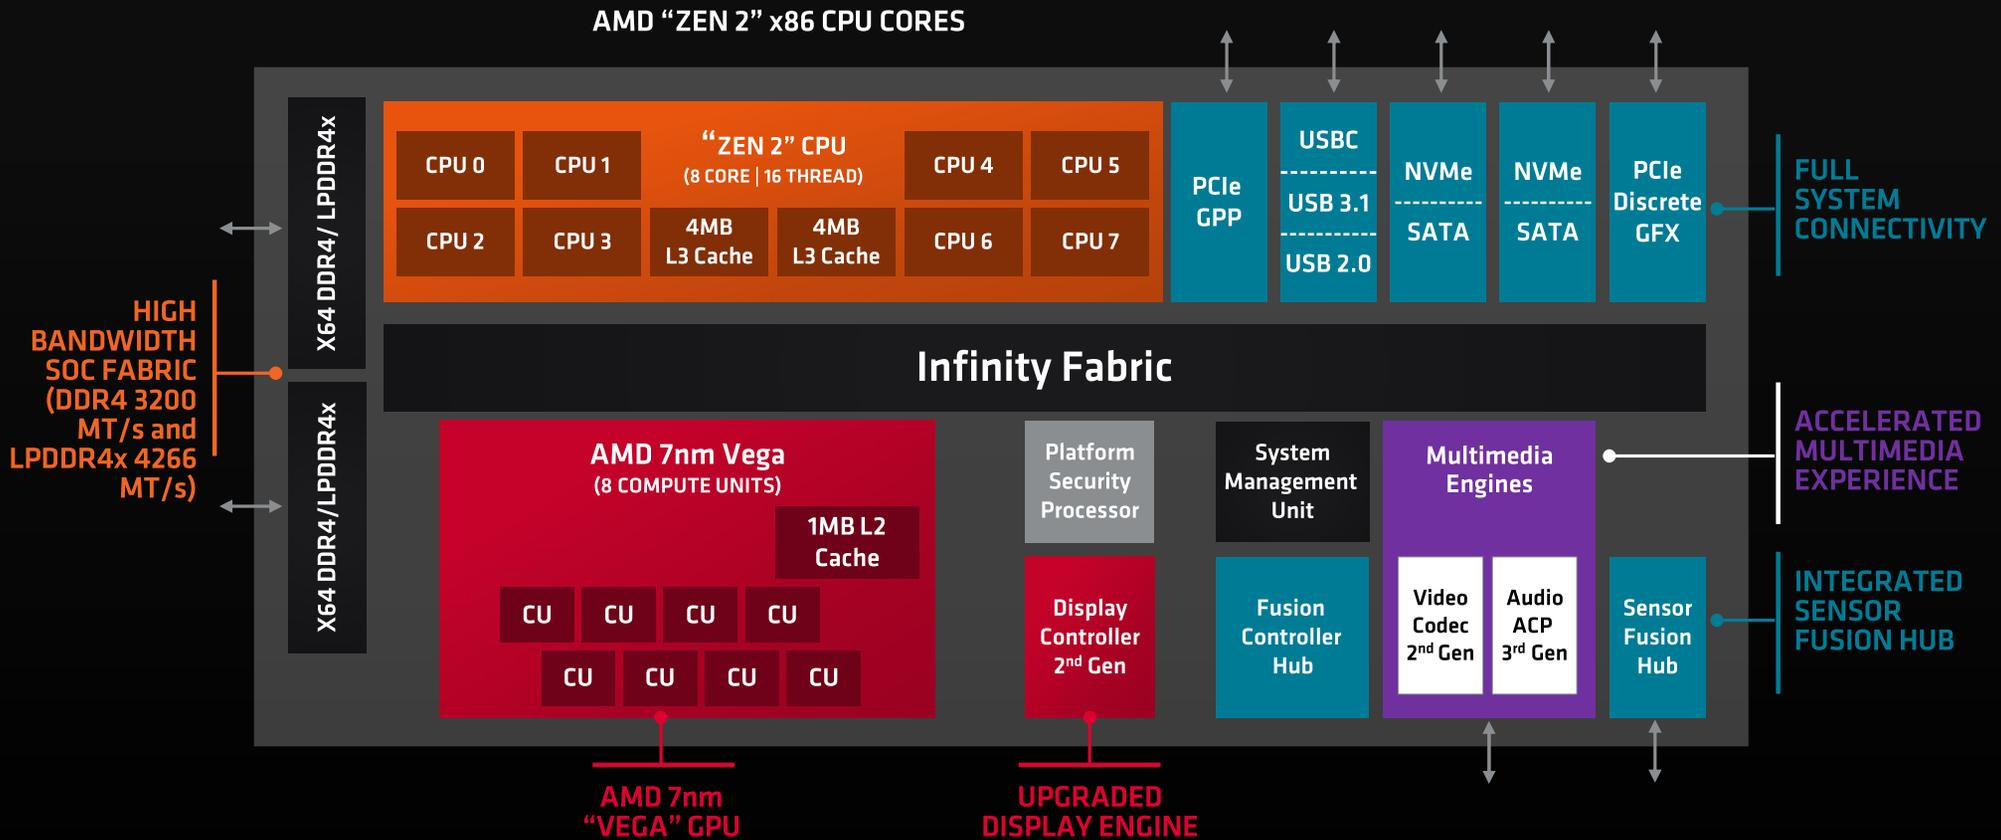 AMD “ZEN 2” x86 CPU CORES
X64 DDR4/ LPDDR4x
X64 DDR4/LPDDR4x
HIGH
BANDWIDTH
SOC FABRIC
(DDR4 3200
MT/s and
LPDDR4x 4266
MT/s)
“ZEN 2” CPU
(8 CORE | 16 THREAD)
CPU 0
CPU 1
CPU 4
CPU 5
CPU 2
CPU 3
4MB
L3 Cache
4MB
L3 Cache
CPU 6
CPU 7
PCIe
GPP
USBC
USB 3.1
USB 2.0
NVMe
SATA
NVMe
SATA
PCIe
Discrete
GFX
FULL
SYSTEM
CONNECTIVITY
Infinity Fabric
AMD 7nm Vega
(8 COMPUTE UNITS)
1MB L2
Cache
CU
CU
CU
CU
CU
CU
CU
CU
Platform
Security
Processor
System
Management
Unit
Multimedia
Engines
ACCELERATED
MULTIMEDIA
EXPERIENCE
Display
Controller
2nd Gen
Fusion
Controller
Hub
Video
Codec
2nd Gen
Audio
ACP
3rd Gen
Sensor
Fusion
Hub
INTEGRATED
SENSOR
FUSION HUB
AMD 7nm
“VEGA” GPU
UPGRADED
DISPLAY ENGINE